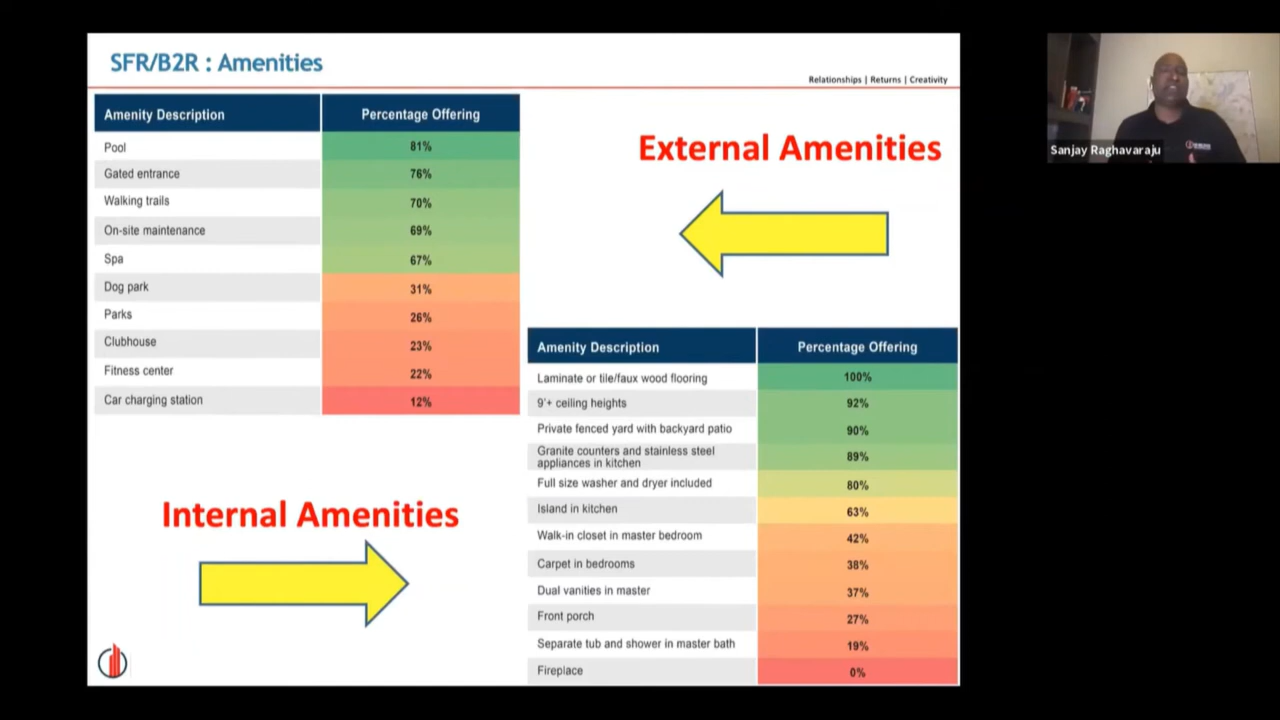 SFR/B2R : Amenities
Relationships | Returns | Creativity
Amenity Description Percentage Offering
Pool 81%
Gated entrance 76%
Walking trails 70%
On-site maintenance 69%
Spa 67%
Dog park 31%
Parks 26%
Clubhouse 23%
Fitness center 22%
Car charging station 12%
External Amenities
Internal Amenities
Amenity Description Percentage Offering
Laminate or tile/faux wood flooring 100%
9'+ ceiling heights 92%
Private fenced yard with backyard patio 90%
Granite counters and stainless steel
appliances in kitchen 89%
Full size washer and dryer included 80%
Island in kitchen 63%
Walk-in closet in master bedroom 42%
Carpet in bedrooms 38%
Dual vanities in master 37%
Front porch 27%
Separate tub and shower in master bath 19%
Fireplace 0%
Sanjay Raghavaraju